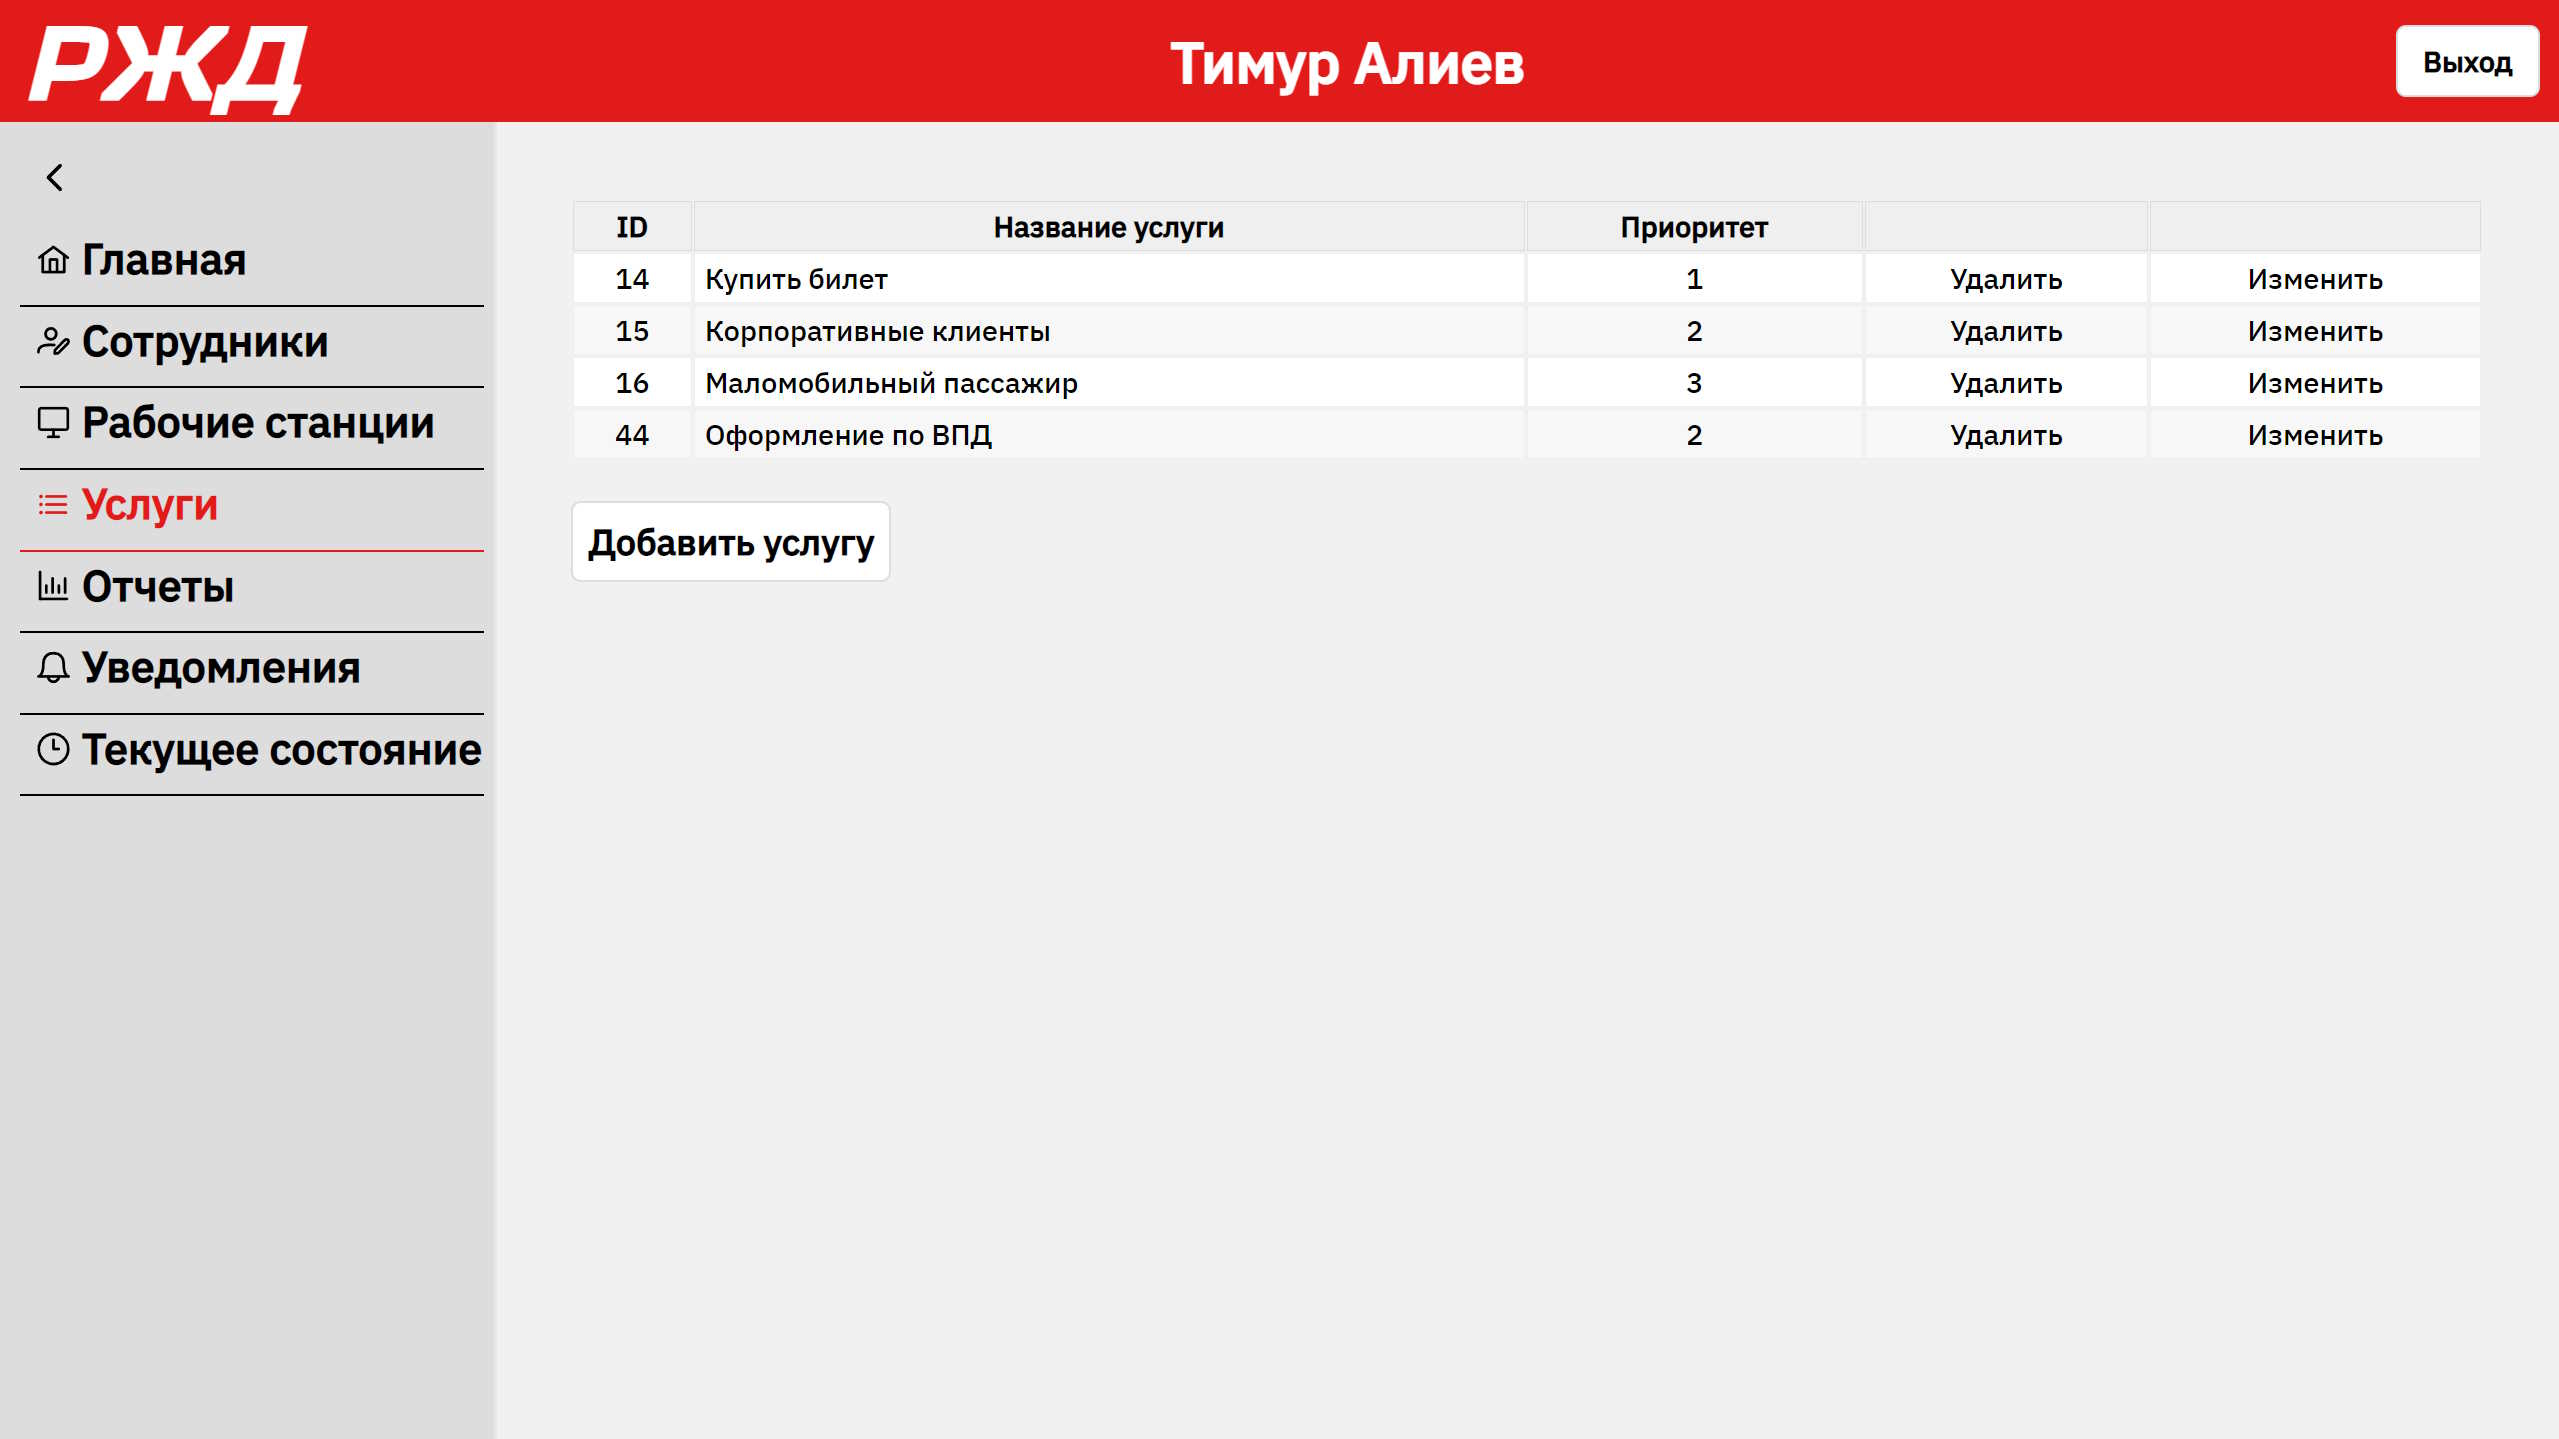 РЖД
Тимур Алиев
Выход
Главная
Сотрудники
Рабочие станции
Услуги
Отчеты
Уведомления
Текущее состояние
ID Название услуги Приоритет
14 Купить билет 1 Удалить Изменить
15 Корпоративные клиенты 2 Удалить Изменить
16 Маломобильный пассажир 3 Удалить Изменить
44 Оформление по ВПД 2 Удалить Изменить
Добавить услугу